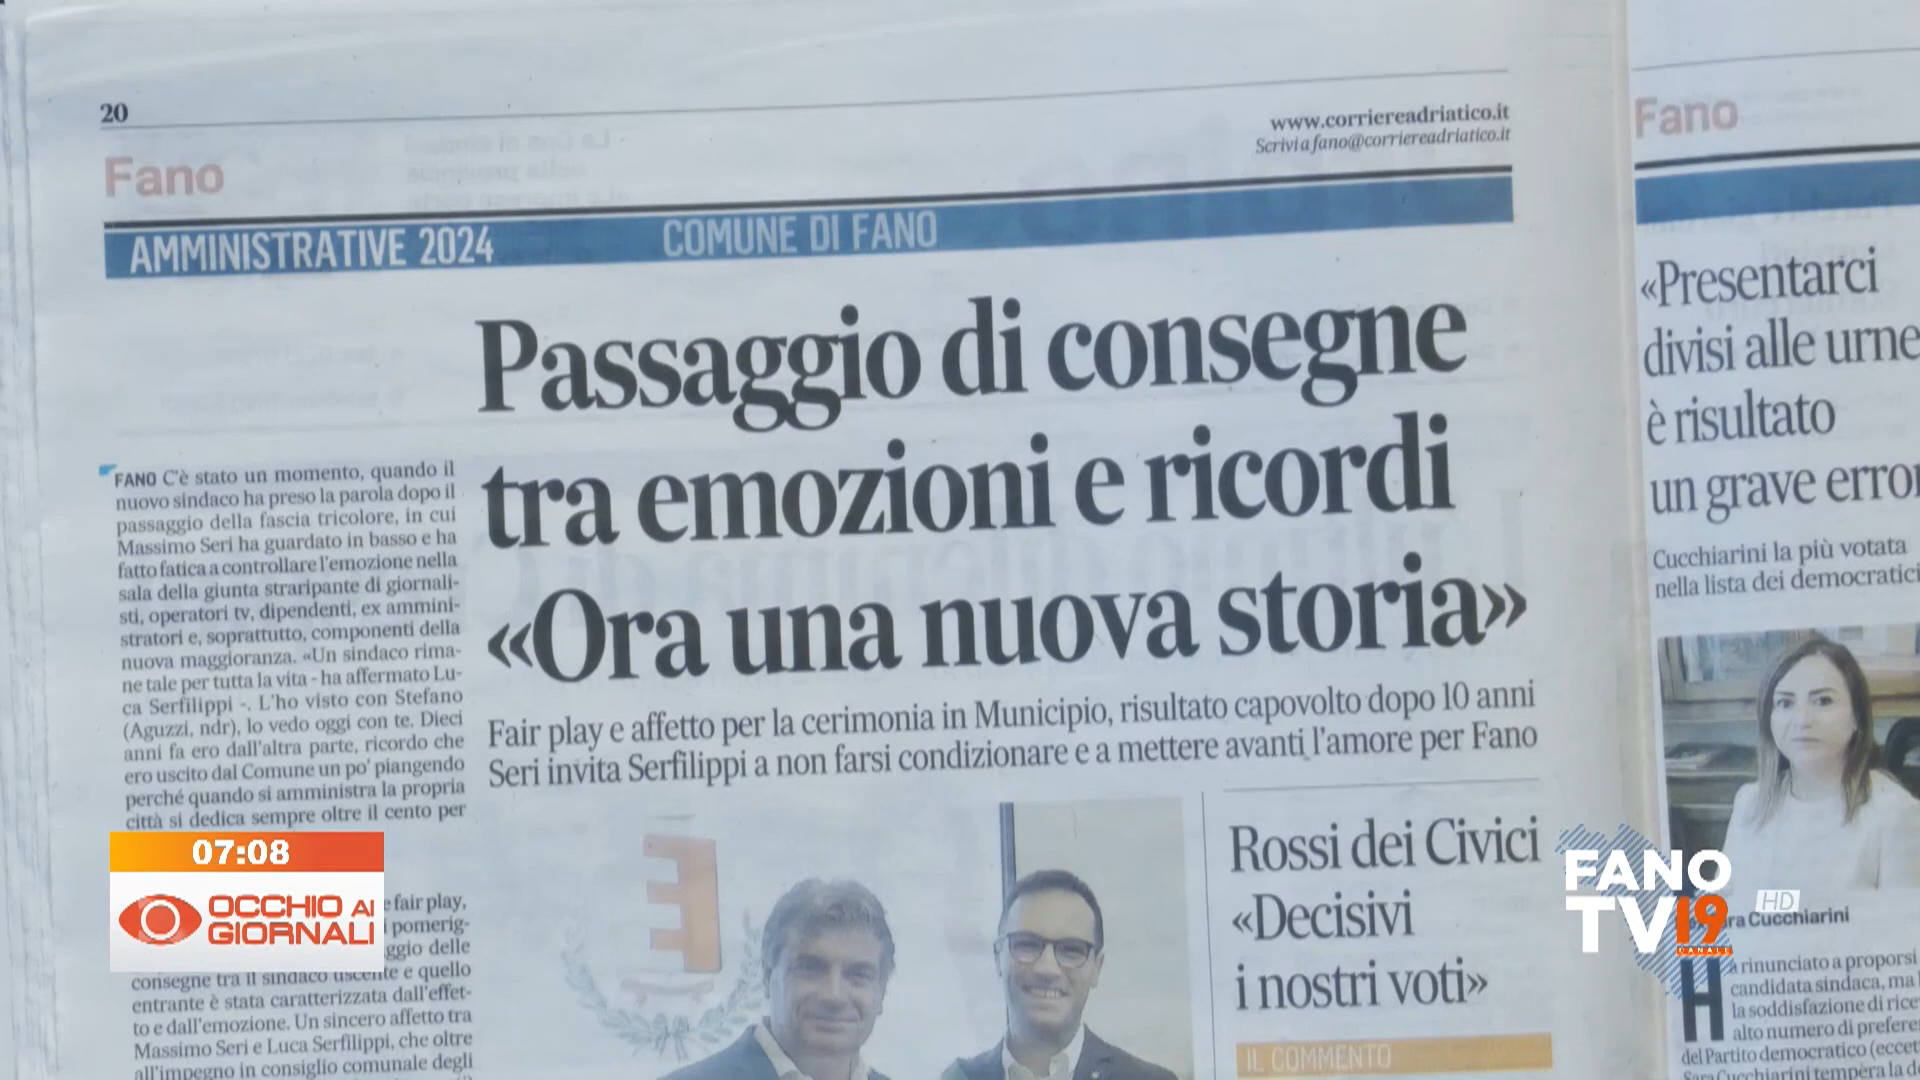 20
www.corriereadriatico.it
Scrivi a fano@corriereadriatico.it
Fano
AMMINISTRATIVE 2024
COMUNE DI FANO
Passaggio di consegne
tra emozioni e ricordi
«Ora una nuova storia»
Fair play e affetto per la cerimonia in Municipio, risultato capovolto dopo 10 anni
Seri invita Serfilippi a non farsi condizionare e a mettere avanti l'amore per Fano
FANO C'è stato un momento, quando il
nuovo sindaco ha preso la parola dopo il
passaggio della fascia tricolore, in cui
Massimo Seri ha guardato in basso e ha
fatto fatica a controllare l'emozione nella
sala della giunta straripante di giornali-
sti, operatori tv, dipendenti, ex ammini-
stratori e, soprattutto, componenti della
nuova maggioranza. «Un sindaco rima-
ne tale per tutta la vita - ha affermato Lu-
ca Serfilippi -. L'ho visto con Stefano
(Aguzzi, ndr), lo vedo oggi con te. Dieci
anni fa ero dall'altra parte, ricordo che
ero uscito dal Comune un po' piangendo
perché quando si amministra la propria
città si dedica sempre oltre il cento per
e fair play,
pomerig-
ggio delle
consegne tra il sindaco uscente e quello
entrante è stata caratterizzata dall'effet-
to e dall'emozione. Un sincero affetto tra
Massimo Seri e Luca Serfilippi, che oltre
all'impegno in consiglio comunale degli
Rossi dei Civici
«Decisivi
i nostri voti»
IL COMMENTO
Fano
«Presentarci
divisi alle urne
è risultato
un grave error
Cucchiarini la più votata
nella lista dei democratici
ra Cucchiarini
Ha rinunciato a proporsi
candidata sindaca, ma
la soddisfazione di rice
alto numero di prefere
del Partito democratico (eccet
Sara Cucchiarini tempera la d
07:08
OCCHIO AI
GIORNALI
FANO
TV19
CANALE
HD